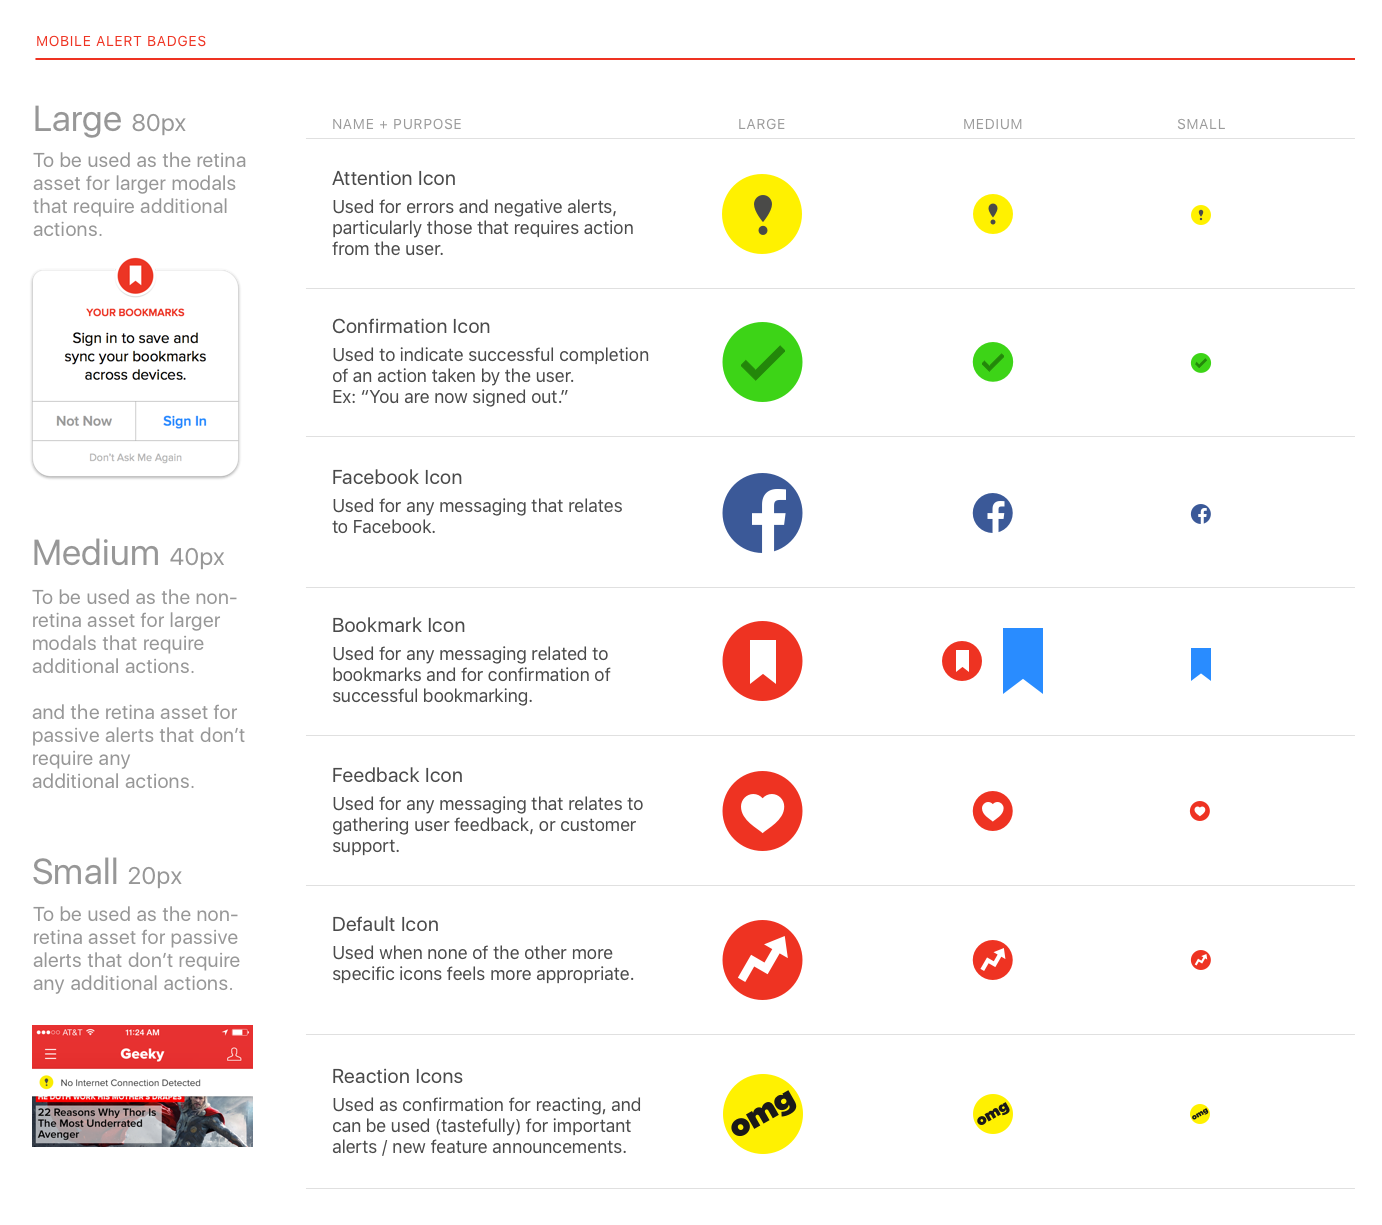 MOBILE ALERT BADGES
Large 80px
To be used as the retina
asset for larger modals
that require additional
actions.
YOUR BOOKMARKS
Sign in to save and
sync your bookmarks
across devices.
Not Now
Sign In
Don't Ask Me Again
Medium 40px
To be used as the non-
retina asset for larger
modals that require
additional actions.
and the retina asset for
passive alerts that don’t
require any
additional actions.
Small 20px
To be used as the non-
retina asset for passive
alerts that don’t require
any additional actions.
AT&T 11:24 AM
Geeky
No Internet Connection Detected
HE BOTH WORK HIS MOTHER'S DRAPES
22 Reasons Why Thor Is
The Most Underrated
Avenger
NAME + PURPOSE LARGE MEDIUM SMALL
Attention Icon
Used for errors and negative alerts,
particularly those that requires action
from the user.
Confirmation Icon
Used to indicate successful completion
of an action taken by the user.
Ex: “You are now signed out.”
Facebook Icon
Used for any messaging that relates
to Facebook.
Bookmark Icon
Used for any messaging related to
bookmarks and for confirmation of
successful bookmarking.
Feedback Icon
Used for any messaging that relates to
gathering user feedback, or customer
support.
Default Icon
Used when none of the other more
specific icons feels more appropriate.
Reaction Icons
Used as confirmation for reacting, and
can be used (tastefully) for important
alerts / new feature announcements.
omg omg omg